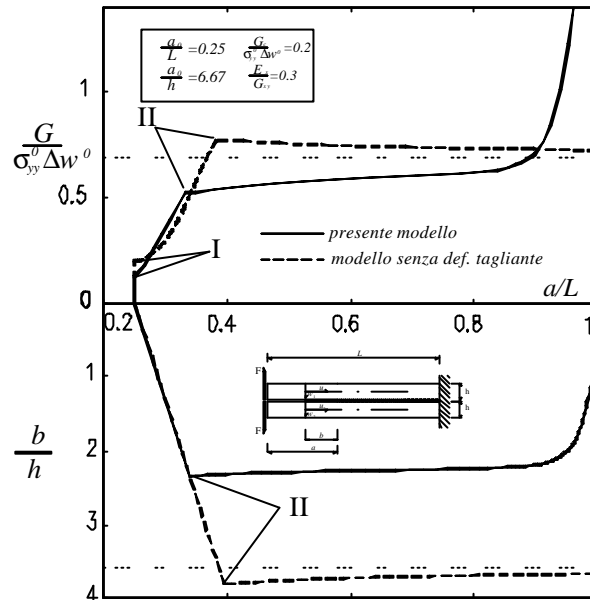 1
a⁰/L =0.25 G꜀/σ⁰yy Δw⁰ =0.2
a₀/h =6.67 E/Gxy =0.3
II
G/σ⁰yy Δw⁰
0.5
presente modello
I
modello senza def. tagliante
0
a/L
0.2 0.4 0.6 0.8 1
L
F
h
h
F
b
a
1
b/h
2
II
3
4